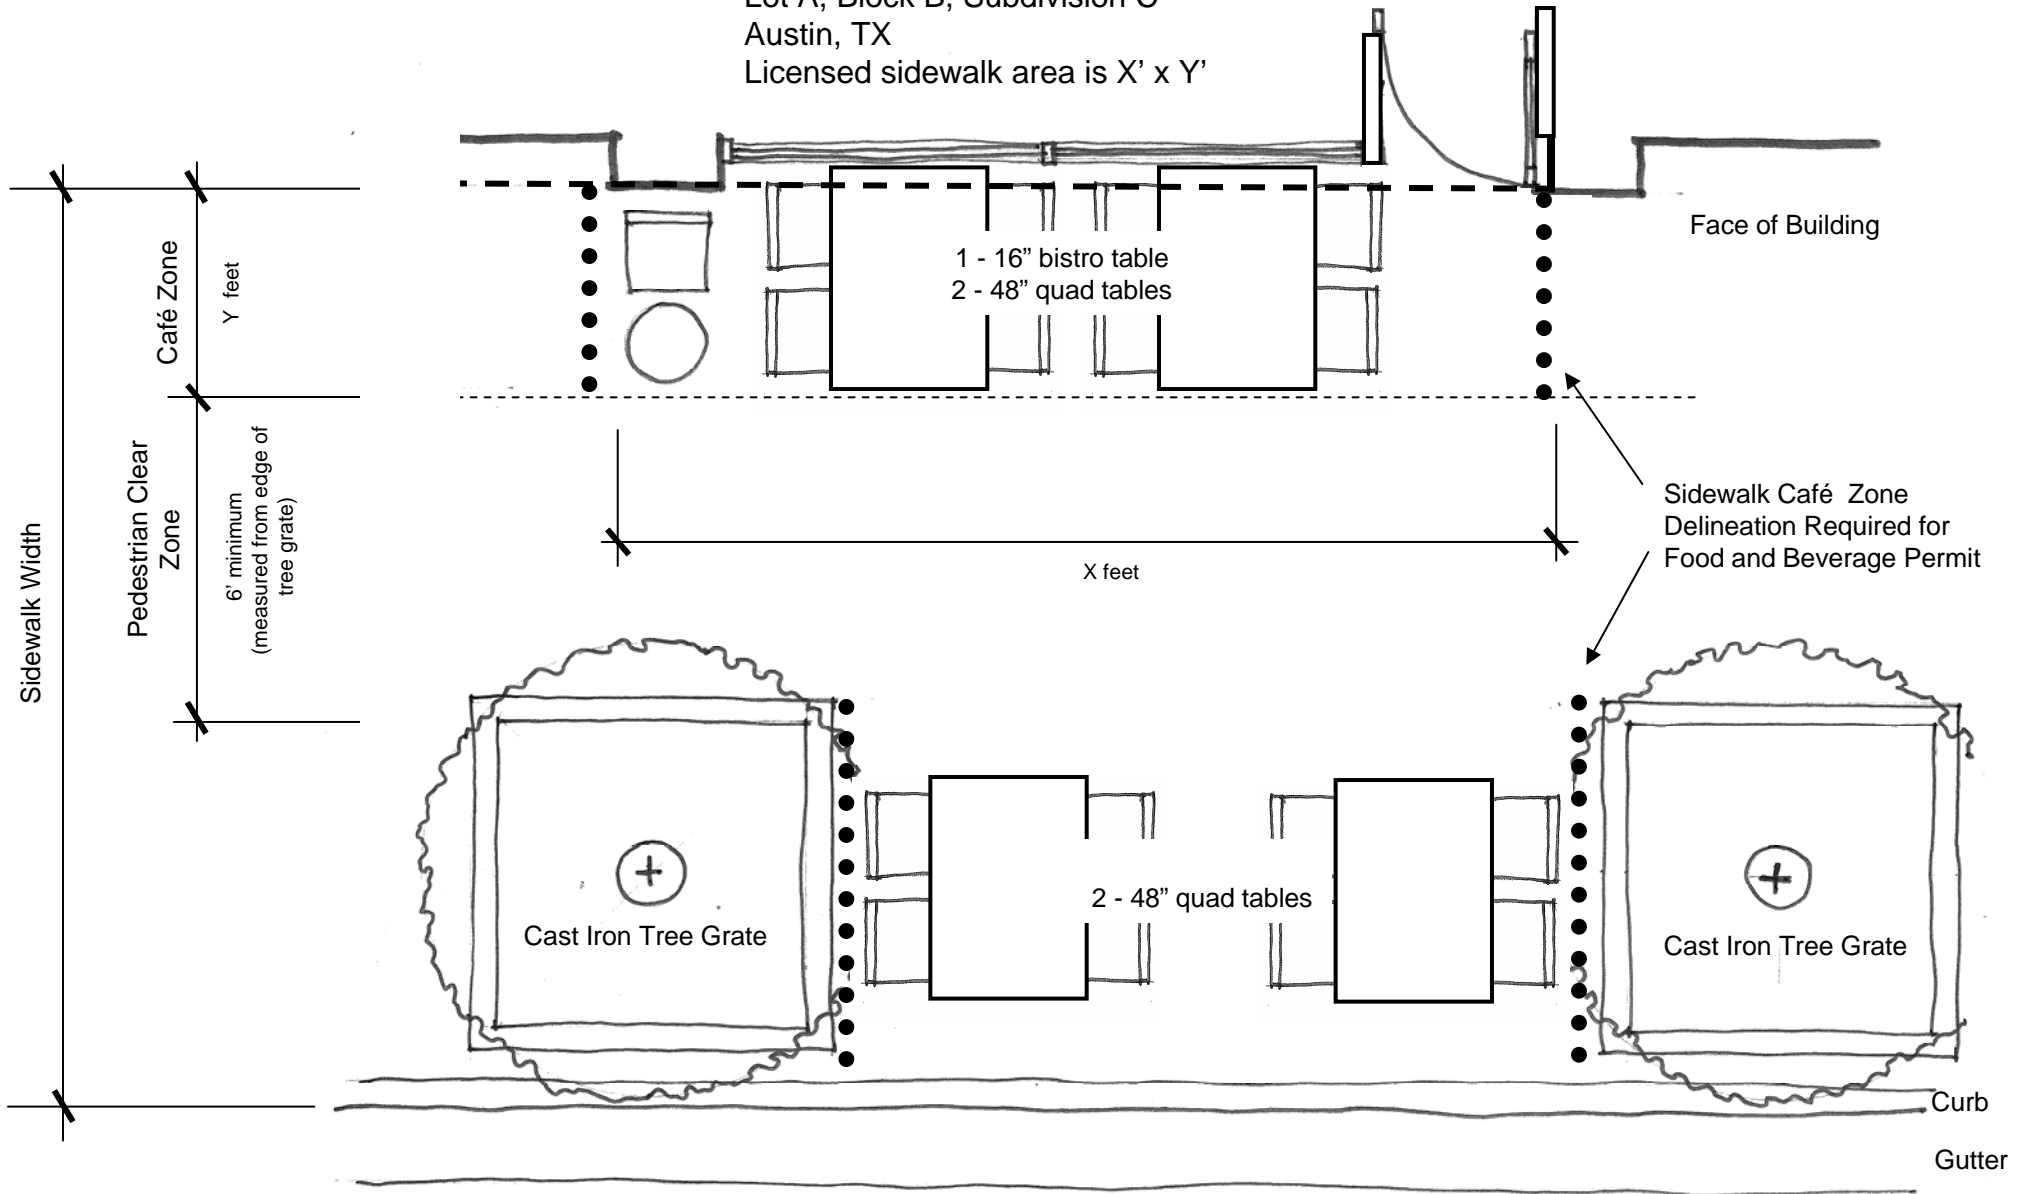 Lot A, Block B, Subdivision C
Austin, TX
Licensed sidewalk area is X’ x Y’
Face of Building
1 - 16” bistro table
2 - 48” quad tables
Café Zone
Y feet
Sidewalk Width
Pedestrian Clear
Zone
6’ minimum
(measured from edge of
tree grate)
X feet
Sidewalk Café Zone
Delineation Required for
Food and Beverage Permit
2 - 48” quad tables
Cast Iron Tree Grate
Cast Iron Tree Grate
Curb
Gutter